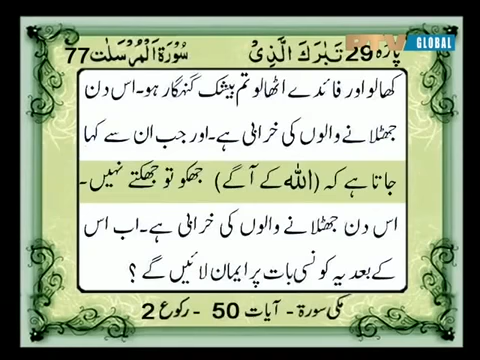 PTV GLOBAL
پارہ 29 تَبٰرَكَ الَّذِیْ سُوْرَةُ الْمُرْسَلٰت 77
کھالو اور فائدے اٹھالو تم بیشک گنہگار ہو۔ اس دن
جھٹلانے والوں کی خرابی ہے۔ اور جب ان سے کہا
جاتا ہے کہ (اللہ کے آگے) جھکو تو جھکتے نہیں۔
اس دن جھٹلانے والوں کی خرابی ہے۔ اب اس
کے بعد یہ کونسی بات پر ایمان لائیں گے ؟
مکی سورۃ - آیات 50 - رکوع 2